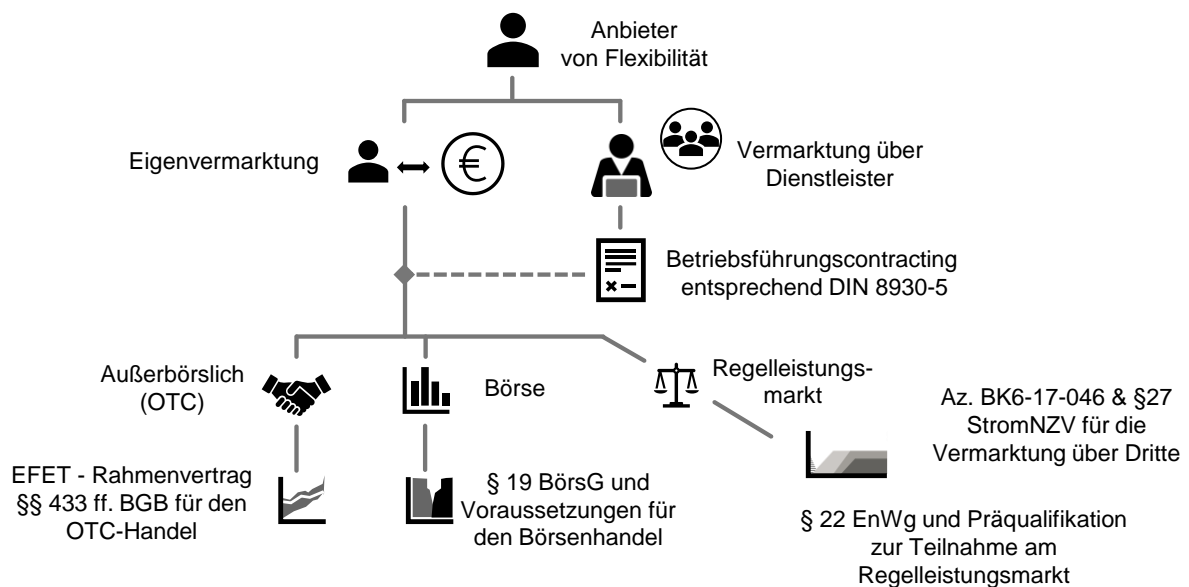 Anbieter
von Flexibilität
Eigenvermarktung
€
Vermarktung über
Dienstleister
Betriebsführungscontracting
entsprechend DIN 8930-5
Außerbörslich
(OTC)
Börse
Regelleistungs-
markt
Az. BK6-17-046 & §27
StromNZV für die
Vermarktung über Dritte
EFET - Rahmenvertrag
§§ 433 ff. BGB für den
OTC-Handel
§ 19 BörsG und
Voraussetzungen für
den Börsenhandel
§ 22 EnWg und Präqualifikation
zur Teilnahme am
Regelleistungsmarkt